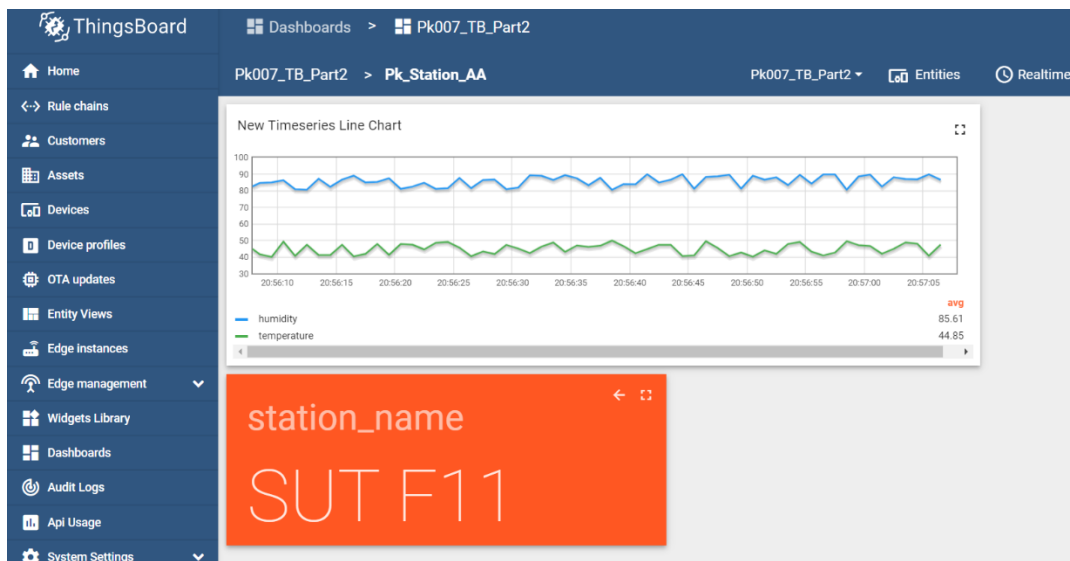 ThingsBoard
Dashboards > Pk007_TB_Part2
Home
Rule chains
Customers
Assets
Devices
Device profiles
OTA updates
Entity Views
Edge instances
Edge management
Widgets Library
Dashboards
Audit Logs
Api Usage
System Settings
Pk007_TB_Part2 > Pk_Station_AA
Pk007_TB_Part2 Entities Realtime
New Timeseries Line Chart
100
90
80
70
60
50
40
30
20:56:10 20:56:15 20:56:20 20:56:25 20:56:30 20:56:35 20:56:40 20:56:45 20:56:50 20:56:55 20:57:00 20:57:05
avg
humidity 85.61
temperature 44.85
station_name
SUT F11